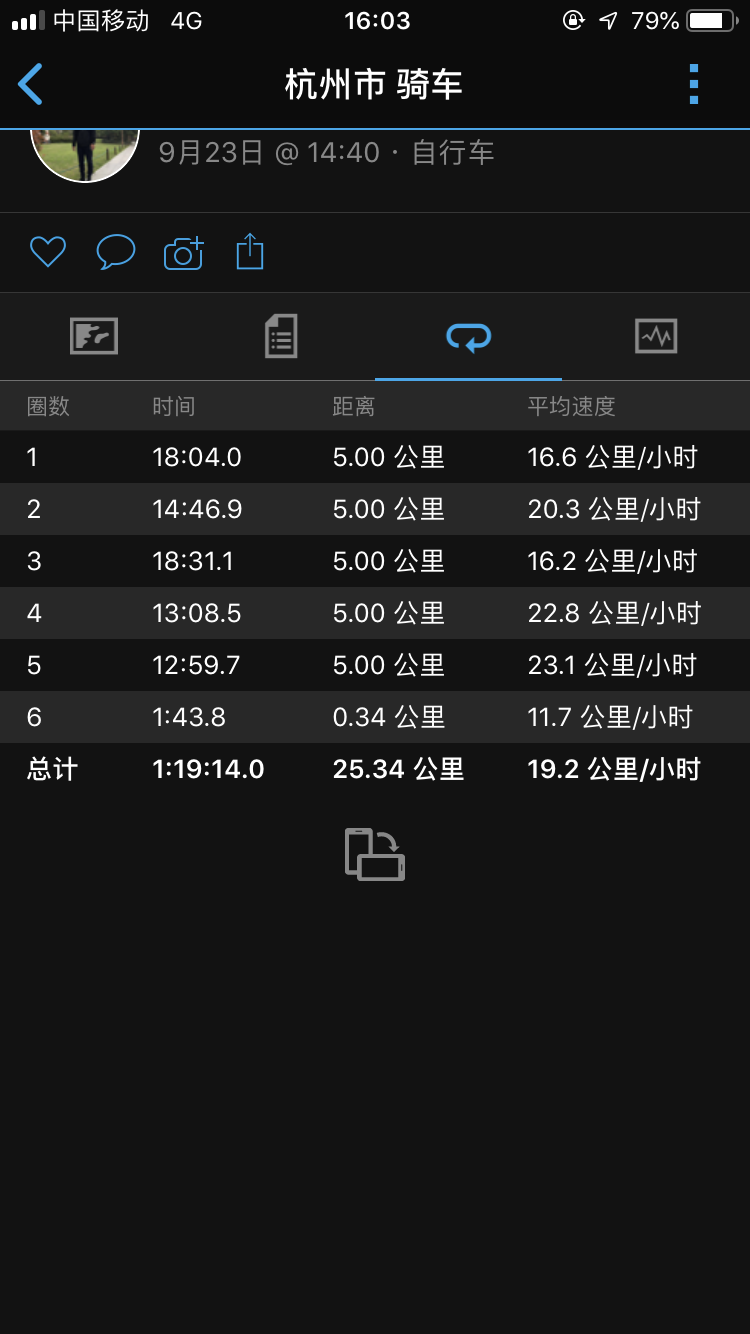 中国移动 4G 16:03 79%
杭州市 骑车
9月23日 @ 14:40 · 自行车
圈数 时间 距离 平均速度
1 18:04.0 5.00 公里 16.6 公里/小时
2 14:46.9 5.00 公里 20.3 公里/小时
3 18:31.1 5.00 公里 16.2 公里/小时
4 13:08.5 5.00 公里 22.8 公里/小时
5 12:59.7 5.00 公里 23.1 公里/小时
6 1:43.8 0.34 公里 11.7 公里/小时
总计 1:19:14.0 25.34 公里 19.2 公里/小时